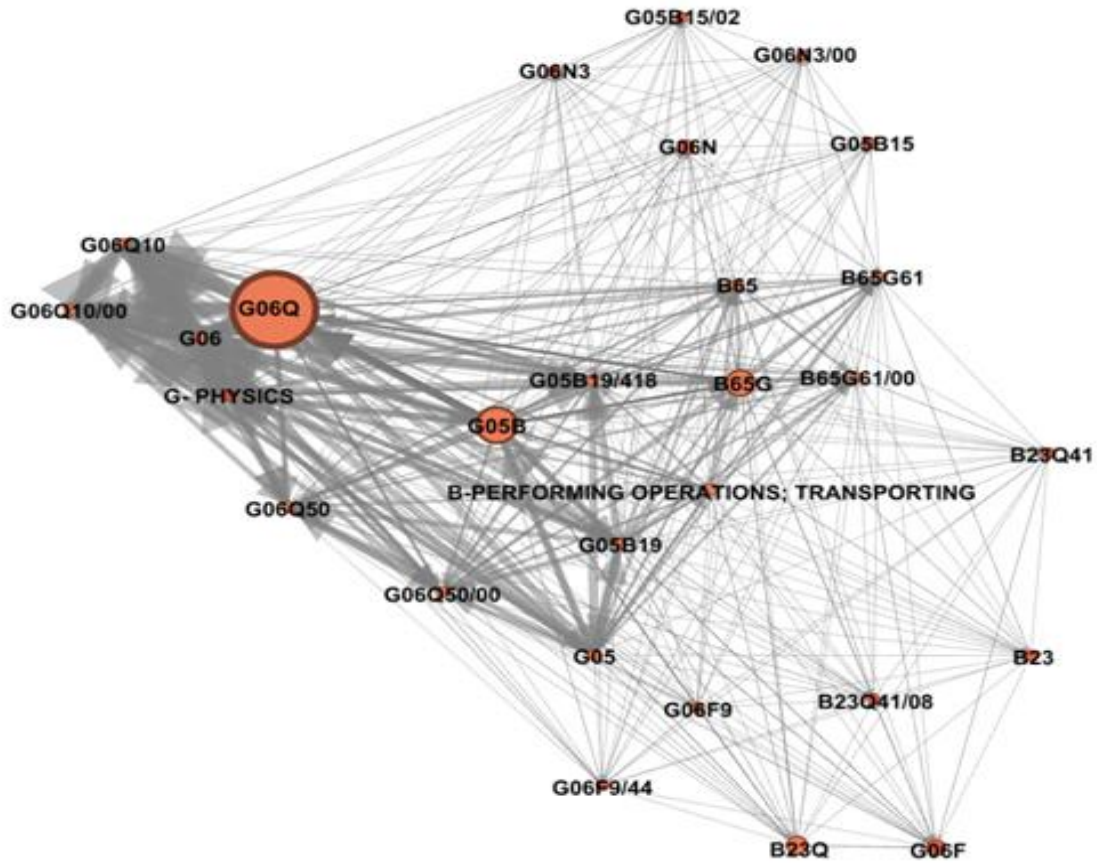 G05B15/02
G06N3/00
G06N3
G05B15
G06N
G06Q10
B65G61
B65
G06Q10/00
G06Q
G06
G05B19/418
B65G
B65G61/00
G- PHYSICS
G05B
B23Q41
B-PERFORMING OPERATIONS; TRANSPORTING
G06Q50
G05B19
G06Q50/00
G05
B23
B23Q41/08
G06F9
G06F9/44
B23Q
G06F